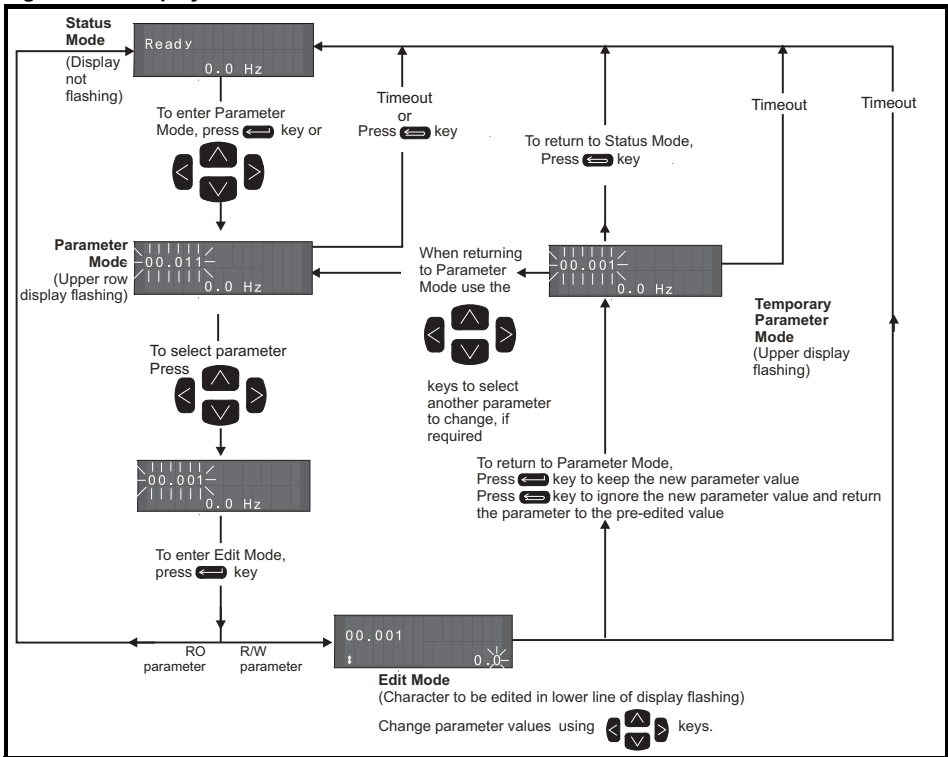 Status
Mode
(Display
not
flashing)
Ready
0.0 Hz
To enter Parameter
Mode, press key or
Timeout
or
Press key
To return to Status Mode,
Press key
Timeout
Timeout
Parameter
Mode
(Upper row
display flashing)
00.011
0.0 Hz
When returning
to Parameter
Mode use the
keys to select
another parameter
to change, if
required
00.001
0.0 Hz
Temporary
Parameter
Mode
(Upper display
flashing)
To select parameter
Press
00.001
0.0 Hz
To return to Parameter Mode,
Press key to keep the new parameter value
Press key to ignore the new parameter value and return
the parameter to the pre-edited value
To enter Edit Mode,
press key
RO
parameter
R/W
parameter
00.001
0.0
Edit Mode
(Character to be edited in lower line of display flashing)
Change parameter values using keys.